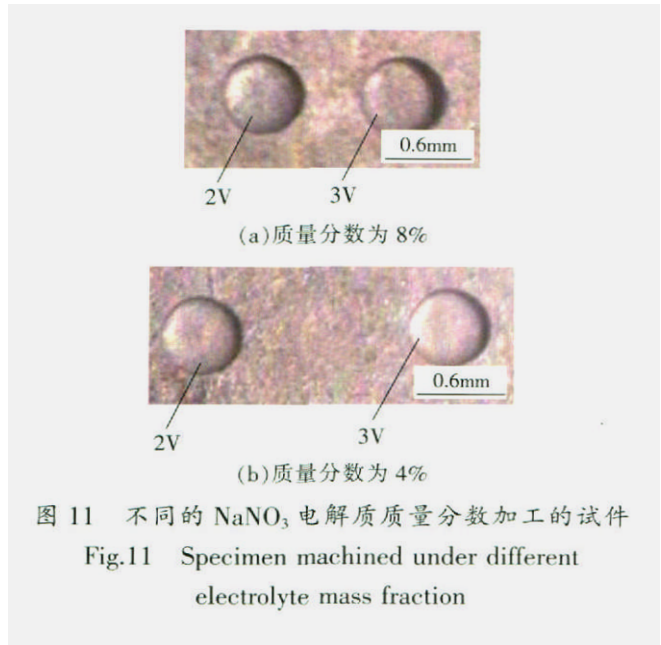 0.6mm
2V 3V
(a)质量分数为 8%
0.6mm
2V 3V
(b)质量分数为 4%
图 11 不同的 NaNO₃ 电解质质量分数加工的试件
Fig.11 Specimen machined under different
electrolyte mass fraction